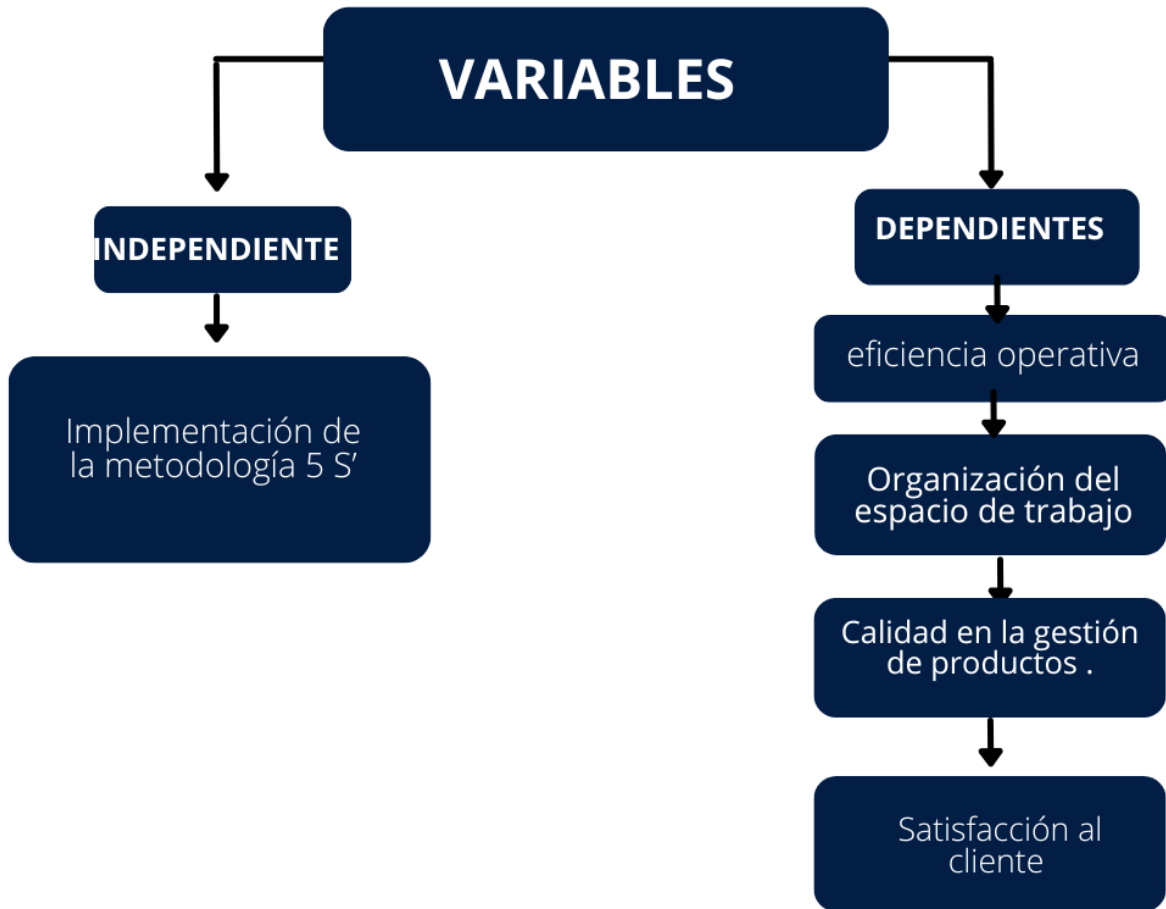 VARIABLES
INDEPENDIENTE
Implementación de
la metodología 5 S’
DEPENDIENTES
eficiencia operativa
Organización del
espacio de trabajo
Calidad en la gestión
de productos .
Satisfacción al
cliente